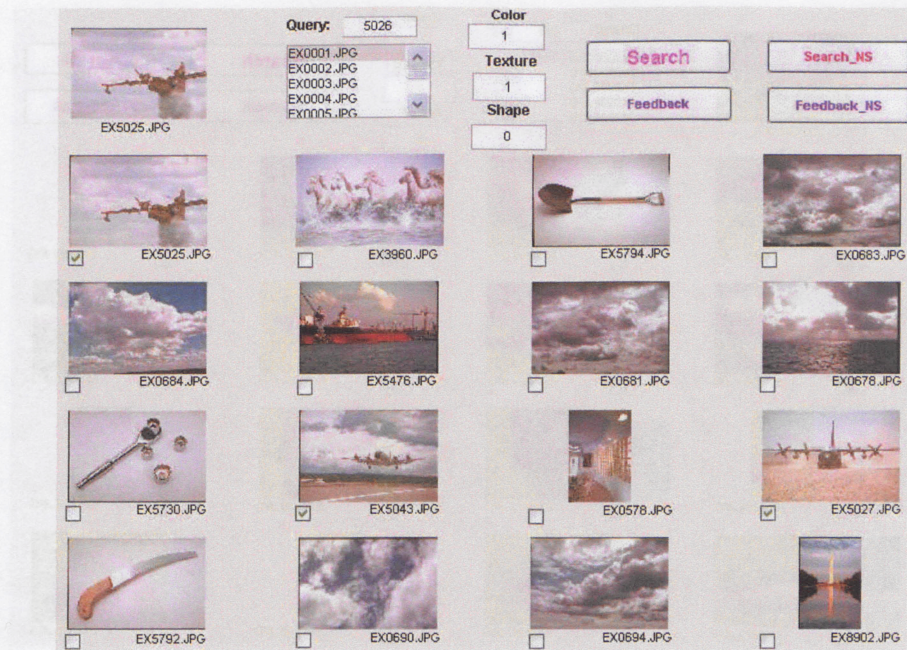 Query: 5026
Color
1
EX0001.JPG
EX0002.JPG
EX0003.JPG
EX0004.JPG
EX0005.JPG
Texture
1
Shape
0
Search
Search_NS
Feedback
Feedback_NS
EX5025.JPG
EX5025.JPG
EX3960.JPG
EX5794.JPG
EX0683.JPG
EX0684.JPG
EX5476.JPG
EX0681.JPG
EX0678.JPG
EX5730.JPG
EX5043.JPG
EX0578.JPG
EX5027.JPG
EX5792.JPG
EX0690.JPG
EX0694.JPG
EX8902.JPG